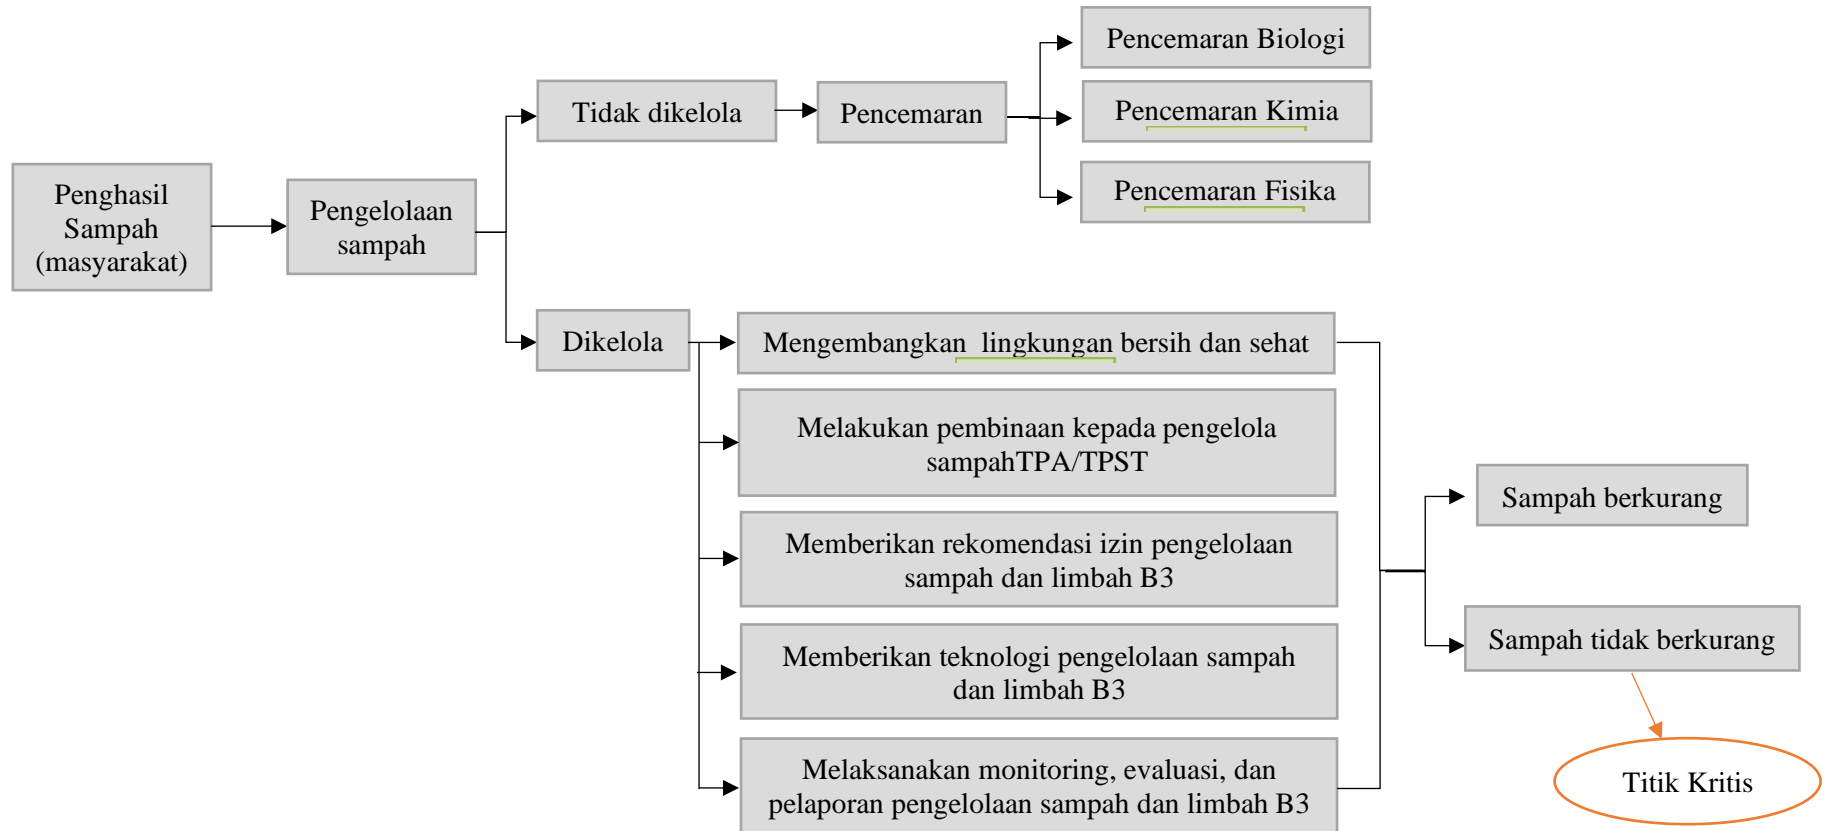 Penghasil
Sampah
(masyarakat)
Pengelolaan
sampah
Tidak dikelola
Pencemaran
Pencemaran Biologi
Pencemaran Kimia
Pencemaran Fisika
Dikelola
Mengembangkan  lingkungan bersih dan sehat
Melakukan pembinaan kepada pengelola
sampahTPA/TPST
Memberikan rekomendasi izin pengelolaan
sampah dan limbah B3
Memberikan teknologi pengelolaan sampah
dan limbah B3
Melaksanakan monitoring, evaluasi, dan
pelaporan pengelolaan sampah dan limbah B3
Sampah berkurang
Sampah tidak berkurang
Titik Kritis